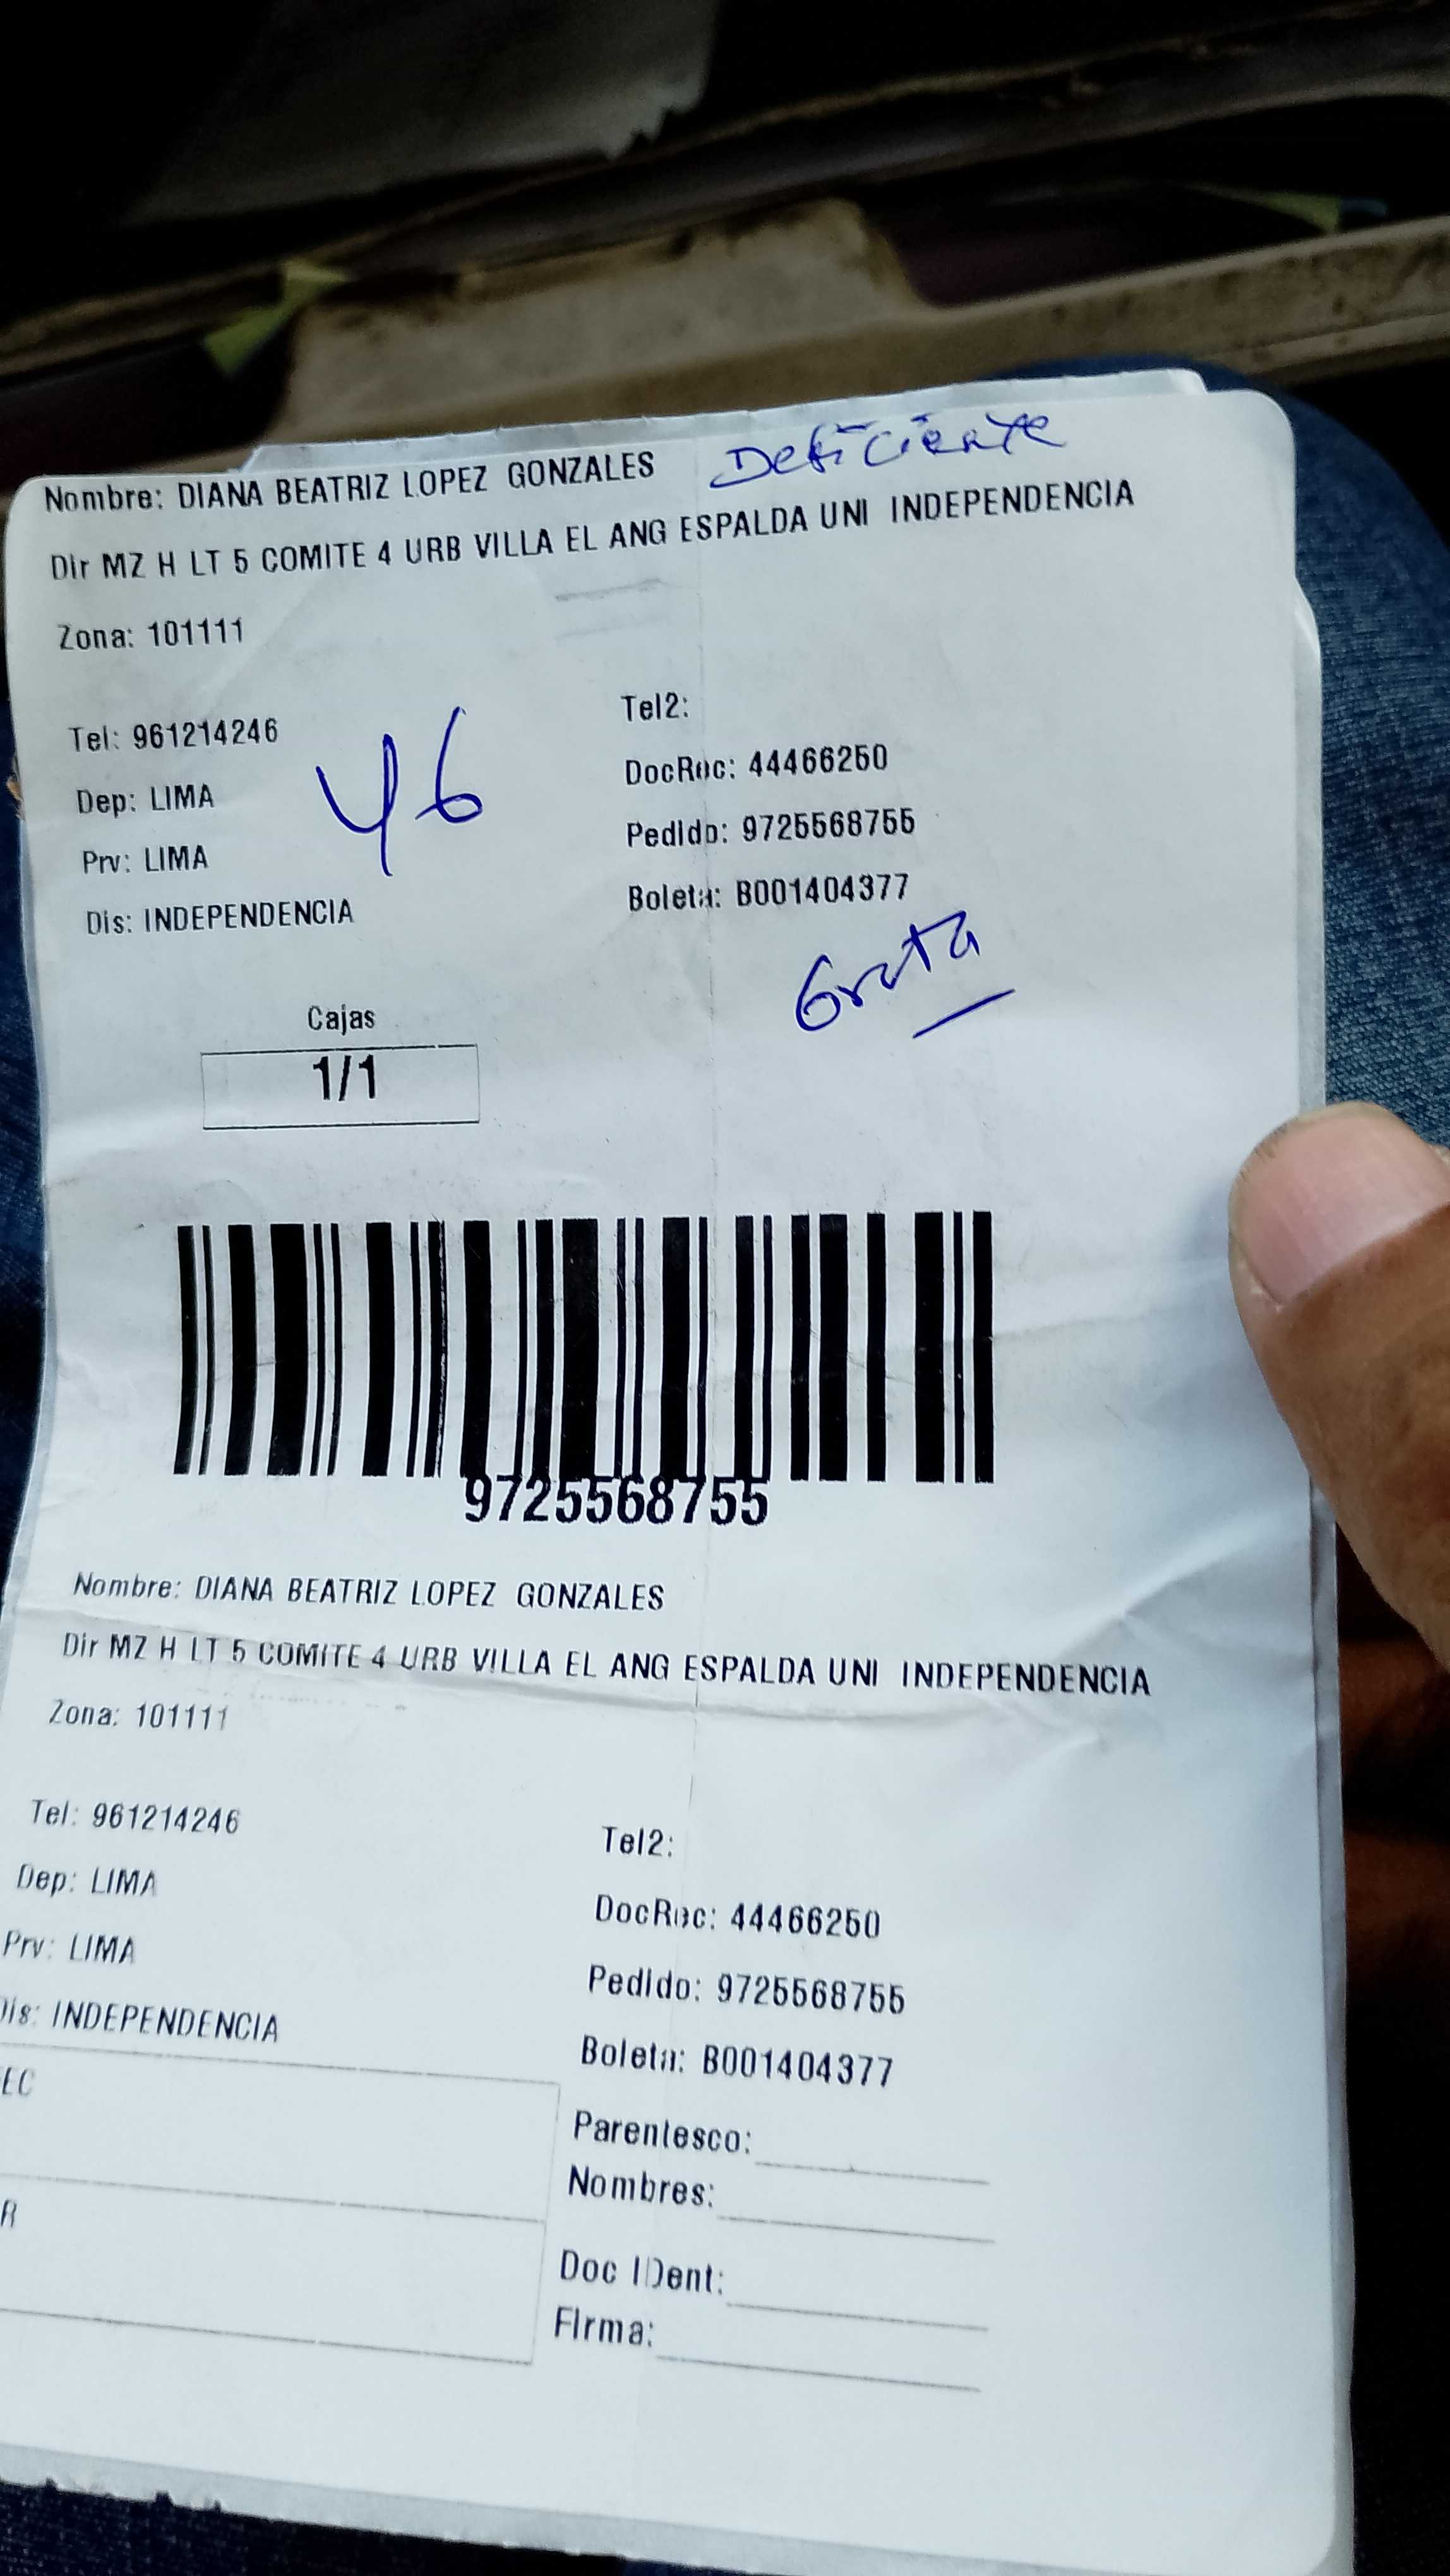 Deficiente
Nombre: DIANA BEATRIZ LOPEZ GONZALES
Dir MZ H LT 5 COMITE 4 URB VILLA EL ANG ESPALDA UNI INDEPENDENCIA
Zona: 101111
Tel: 961214246
Tel2:
46
Dep: LIMA
DocRec: 44466250
Prv: LIMA
Pedido: 9725568755
Dis: INDEPENDENCIA
Boleta: B001404377
Cajas
1/1
9725568755
Nombre: DIANA BEATRIZ LOPEZ GONZALES
Dir MZ H LT 5 COMITE 4 URB VILLA EL ANG ESPALDA UNI INDEPENDENCIA
Zona: 101111
Tel: 961214246
Tel2:
Dep: LIMA
DocRec: 44466250
Prv: LIMA
Pedido: 9725568755
Dis: INDEPENDENCIA
Boleta: B001404377
EC
Parentesco:
Nombres:
R
Doc IDent:
Firma: